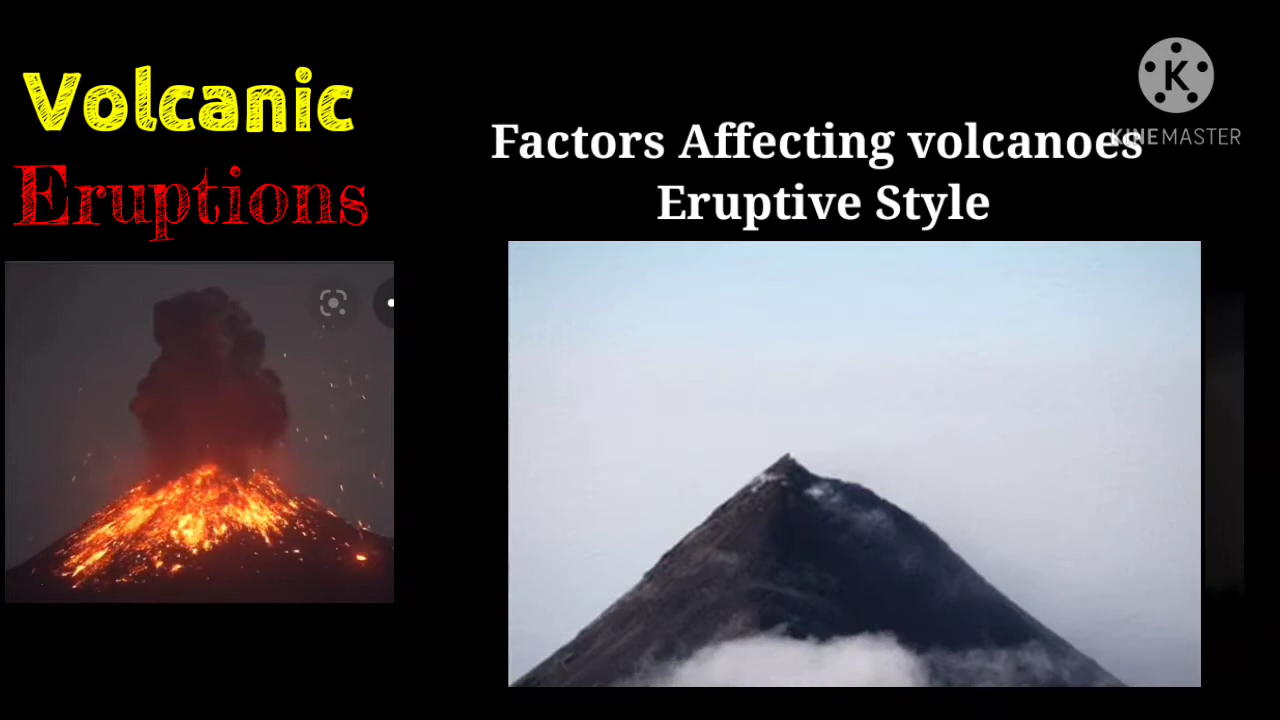 Volcanic
Eruptions
Factors Affecting volcanoes
Eruptive Style
K
KINEMASTER